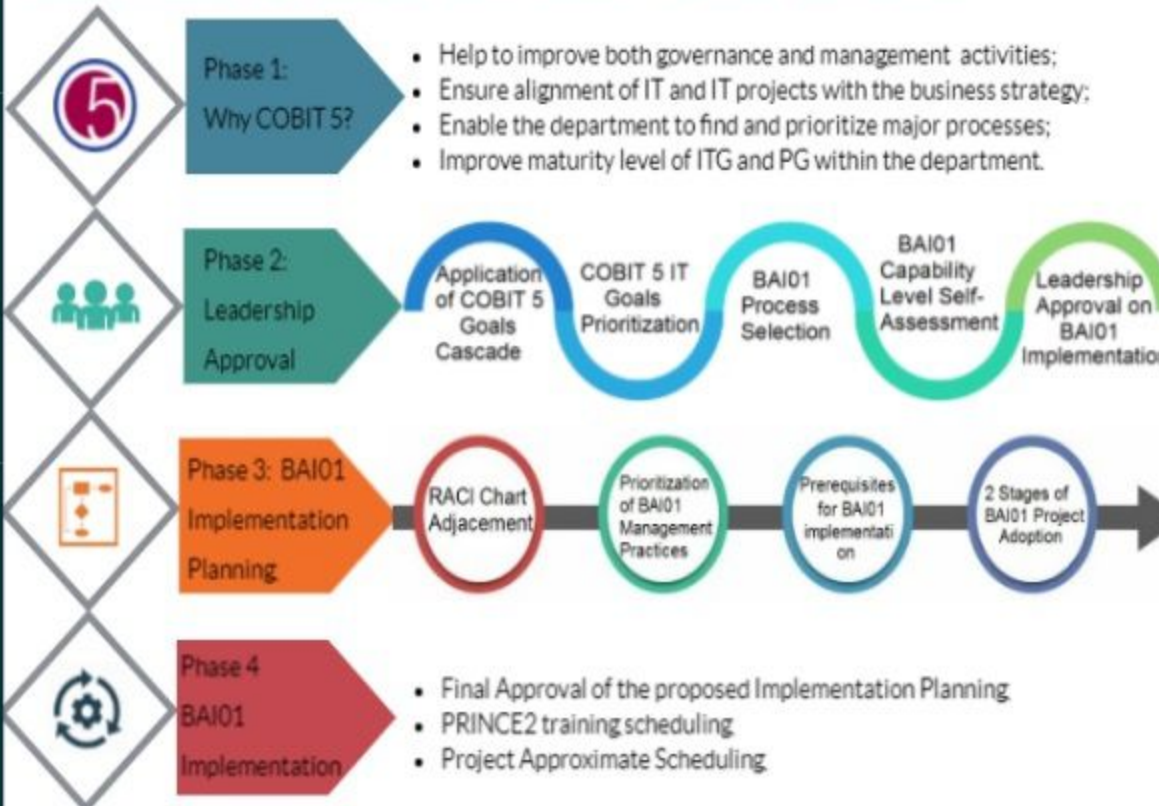 5
Phase 1:
Why COBIT 5?
• Help to improve both governance and management activities;
• Ensure alignment of IT and IT projects with the business strategy;
• Enable the department to find and prioritize major processes;
• Improve maturity level of ITG and PG within the department.
Phase 2:
Leadership
Approval
Application
of COBIT 5
Goals
Cascade
COBIT 5 IT
Goals
Prioritization
BAI01
Process
Selection
BAI01
Capability
Level Self-
Assessment
Leadership
Approval on
BAI01
Implementation
Phase 3: BAI01
Implementation
Planning
RACI Chart
Adjacement
Prioritization
of BAI01
Management
Practices
Prerequisites
for BAI01
implementati
on
2 Stages of
BAI01 Project
Adoption
Phase 4
BAI01
Implementation
• Final Approval of the proposed Implementation Planning
• PRINCE2 training scheduling
• Project Approximate Scheduling